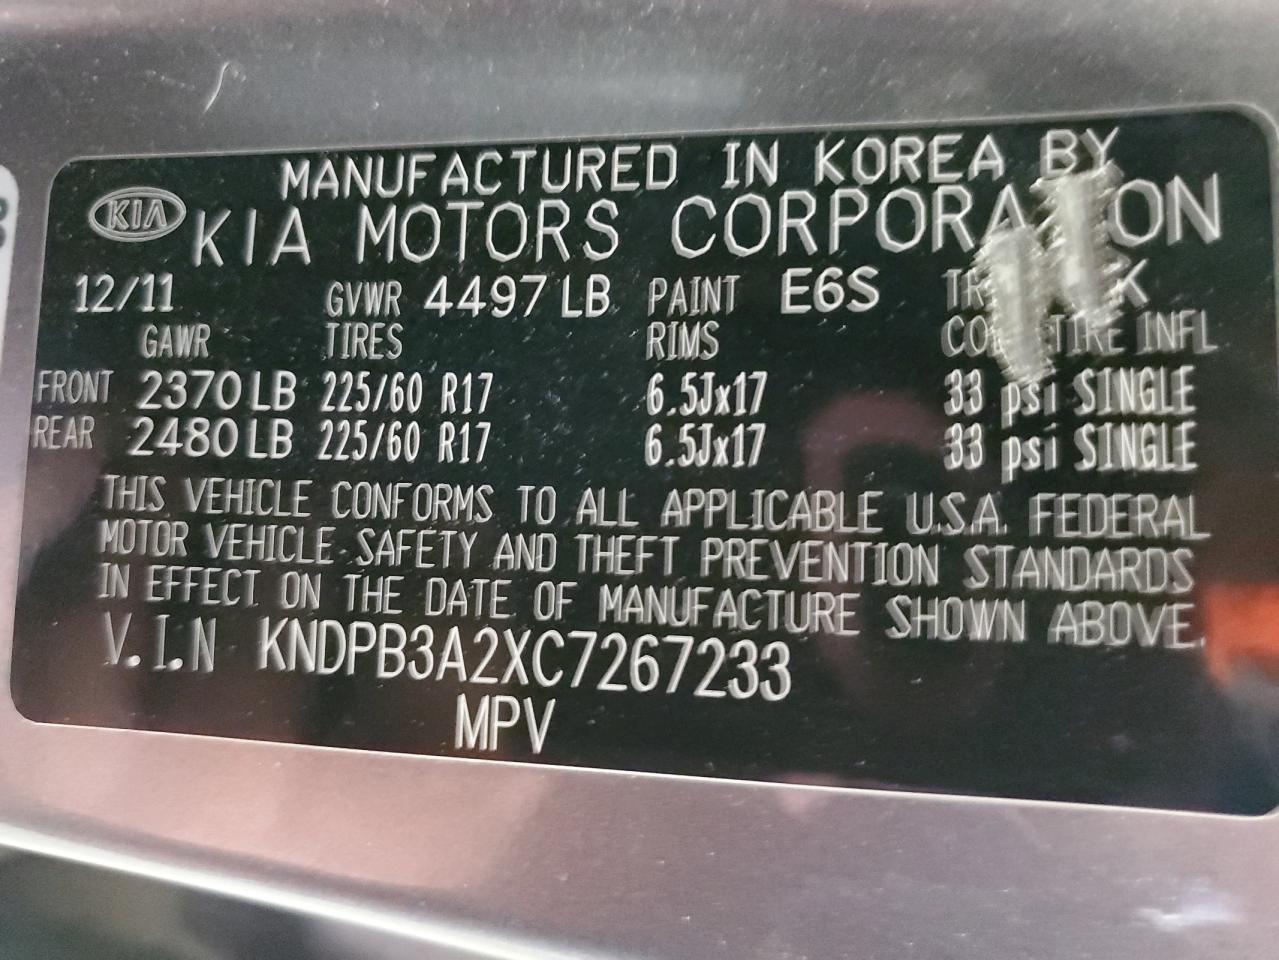 MANUFACTURED IN KOREA BY
KIA KIA MOTORS CORPORATION
12/11 GVWR 4497 LB PAINT E6S
GAWR TIRES RIMS TIRE INFL
FRONT 2370 LB 225/60 R17 6.5Jx17 33 psi SINGLE
REAR 2480 LB 225/60 R17 6.5Jx17 33 psi SINGLE
THIS VEHICLE CONFORMS TO ALL APPLICABLE U.S.A. FEDERAL
MOTOR VEHICLE SAFETY AND THEFT PREVENTION STANDARDS
IN EFFECT ON THE DATE OF MANUFACTURE SHOWN ABOVE.
V.I.N KNDPB3A2XC7267233
MPV